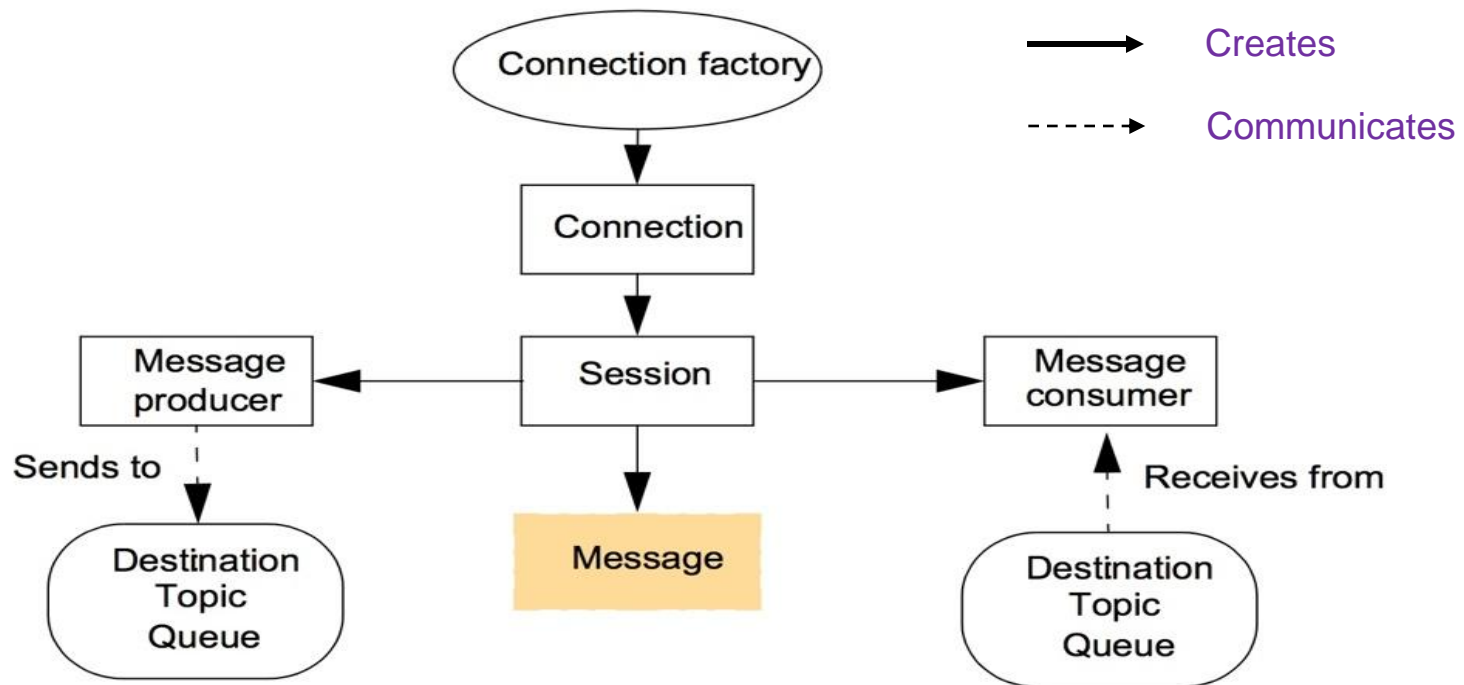 Connection factory
Creates
Communicates
Connection
Message
producer
Session
Message
consumer
Sends to
Receives from
Message
Destination
Topic
Queue
Destination
Topic
Queue